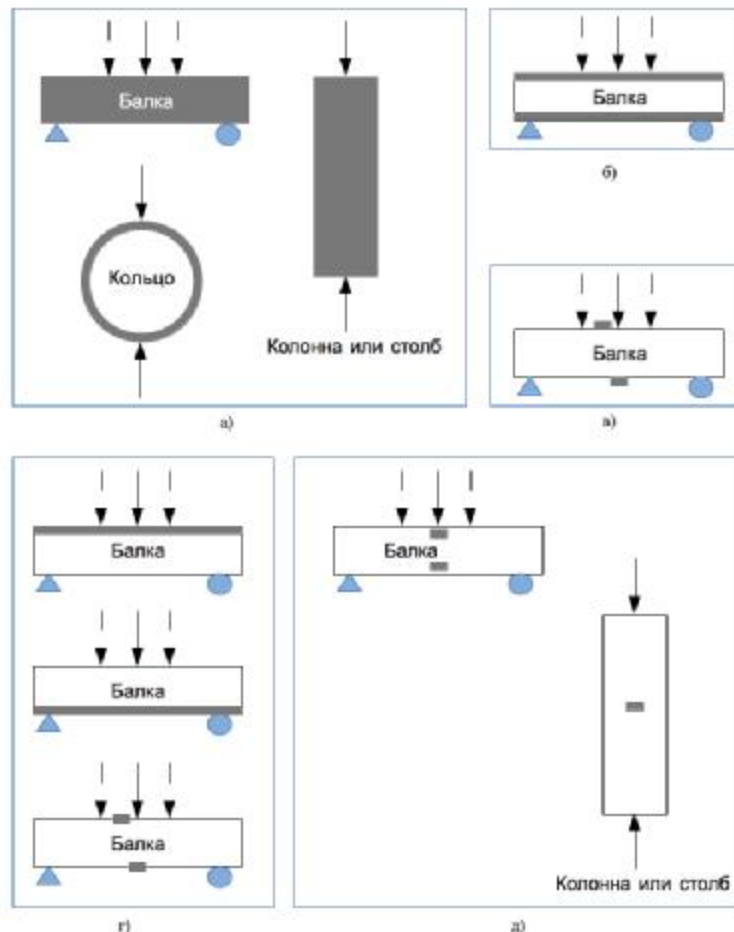 Балка
Кольцо
Колонна или столб
а)
Балка
б)
Балка
в)
Балка
Балка
Балка
г)
Балка
Колонна или столб
д)